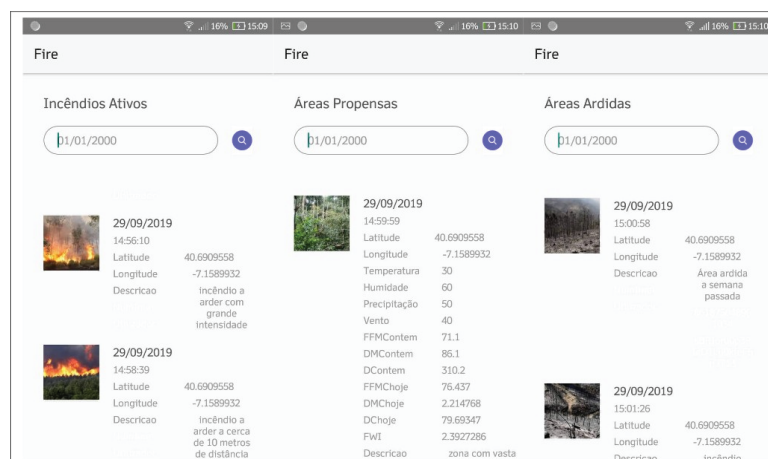 16% 15:09
Fire
Incêndios Ativos
01/01/2000
29/09/2019
14:56:10
Latitude 40.6909558
Longitude -7.1589932
Descricao incêndio a
arder com
grande
intensidade
29/09/2019
14:58:39
Latitude 40.6909558
Longitude -7.1589932
Descricao incêndio a
arder a cerca
de 10 metros
de distância
16% 15:10
Fire
Áreas Propensas
01/01/2000
29/09/2019
14:59:59
Latitude 40.6909558
Longitude -7.1589932
Temperatura 30
Humidade 60
Precipitação 50
Vento 40
FFMContem 71.1
DMContem 86.1
DContem 310.2
FFMChoje 76.437
DMChoje 2.214768
DChoje 79.69347
FWI 2.3927286
Descricao zona com vasta
16% 15:10
Fire
Áreas Ardidas
01/01/2000
29/09/2019
15:00:58
Latitude 40.6909558
Longitude -7.1589932
Descricao Área ardida
a semana
passada
29/09/2019
15:01:26
Latitude 40.6909558
Longitude -7.1589932
Descricao incêndio